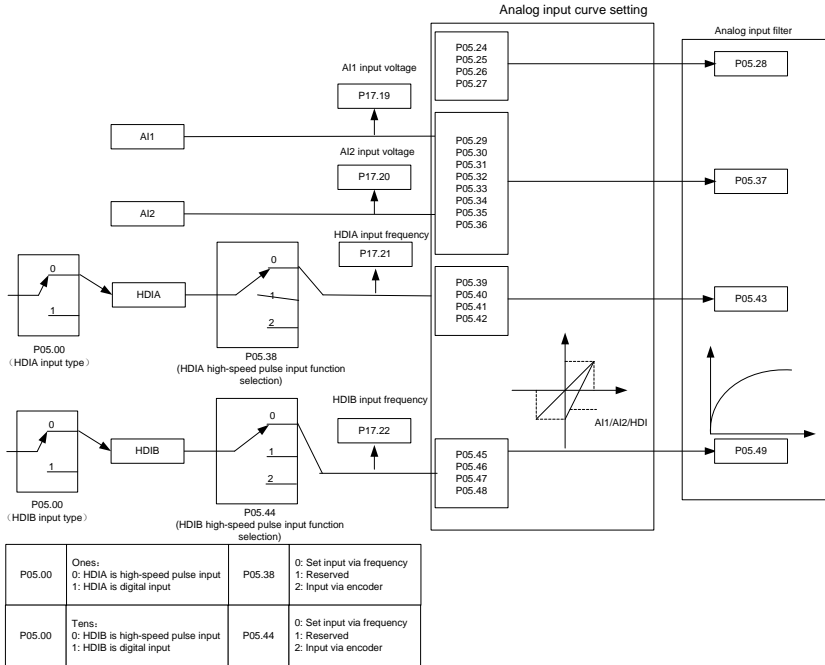 Analog input curve setting
Analog input filter
P05.24
P05.25
P05.26
P05.27
P05.28
AI1 input voltage
P17.19
AI1
AI2 input voltage
P17.20
AI2
P05.29
P05.30
P05.31
P05.32
P05.33
P05.34
P05.35
P05.36
P05.37
HDIA input frequency
P17.21
0
1
HDIA
0
1
2
P05.00
（HDIA input type）
P05.38
(HDIA high-speed pulse input function
selection)
P05.39
P05.40
P05.41
P05.42
P05.43
AI1/AI2/HDI
HDIB input frequency
P17.22
0
1
HDIB
0
1
2
P05.00
（HDIB input type）
P05.44
(HDIB high-speed pulse input function
selection)
P05.45
P05.46
P05.47
P05.48
P05.49
P05.00
Ones：
0: HDIA is high-speed pulse input
1: HDIA is digital input
P05.38
0: Set input via frequency
1: Reserved
2: Input via encoder
P05.00
Tens：
0: HDIB is high-speed pulse input
1: HDIB is digital input
P05.44
0: Set input via frequency
1: Reserved
2: Input via encoder